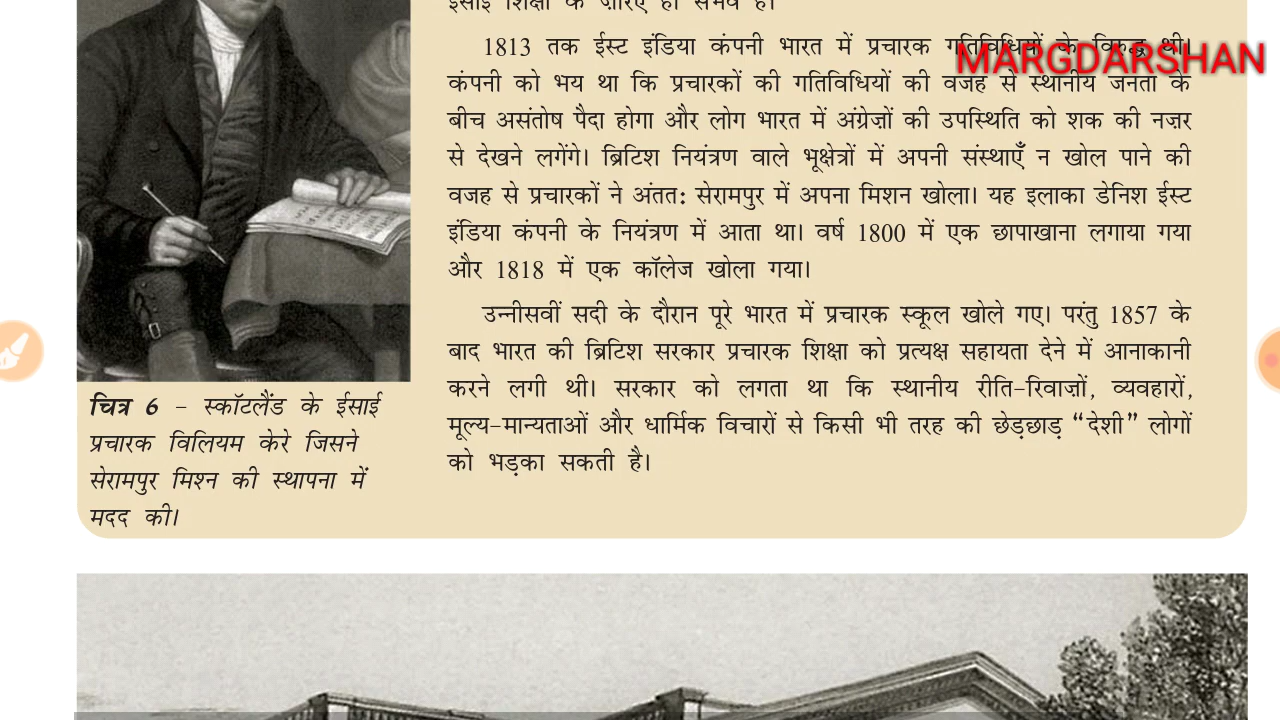 ईसाई शिक्षा के ज़रिए ही संभव है।
MARGDARSHAN
1813 तक ईस्ट इंडिया कंपनी भारत में प्रचारक गतिविधियों के विरुद्ध थी।
कंपनी को भय था कि प्रचारकों की गतिविधियों की वजह से स्थानीय जनता के
बीच असंतोष पैदा होगा और लोग भारत में अंग्रेज़ों की उपस्थिति को शक की नज़र
से देखने लगेंगे। ब्रिटिश नियंत्रण वाले भूक्षेत्रों में अपनी संस्थाएँ न खोल पाने की
वजह से प्रचारकों ने अंतत: सेरामपुर में अपना मिशन खोला। यह इलाका डेनिश ईस्ट
इंडिया कंपनी के नियंत्रण में आता था। वर्ष 1800 में एक छापाखाना लगाया गया
और 1818 में एक कॉलेज खोला गया।
उन्नीसवीं सदी के दौरान पूरे भारत में प्रचारक स्कूल खोले गए। परंतु 1857 के
बाद भारत की ब्रिटिश सरकार प्रचारक शिक्षा को प्रत्यक्ष सहायता देने में आनाकानी
करने लगी थी। सरकार को लगता था कि स्थानीय रीति-रिवाज़ों, व्यवहारों,
मूल्य-मान्यताओं और धार्मिक विचारों से किसी भी तरह की छेड़छाड़ “देशी” लोगों
को भड़का सकती है।
चित्र 6 - स्कॉटलैंड के ईसाई
प्रचारक विलियम केरे जिसने
सेरामपुर मिश्न की स्थापना में
मदद की।